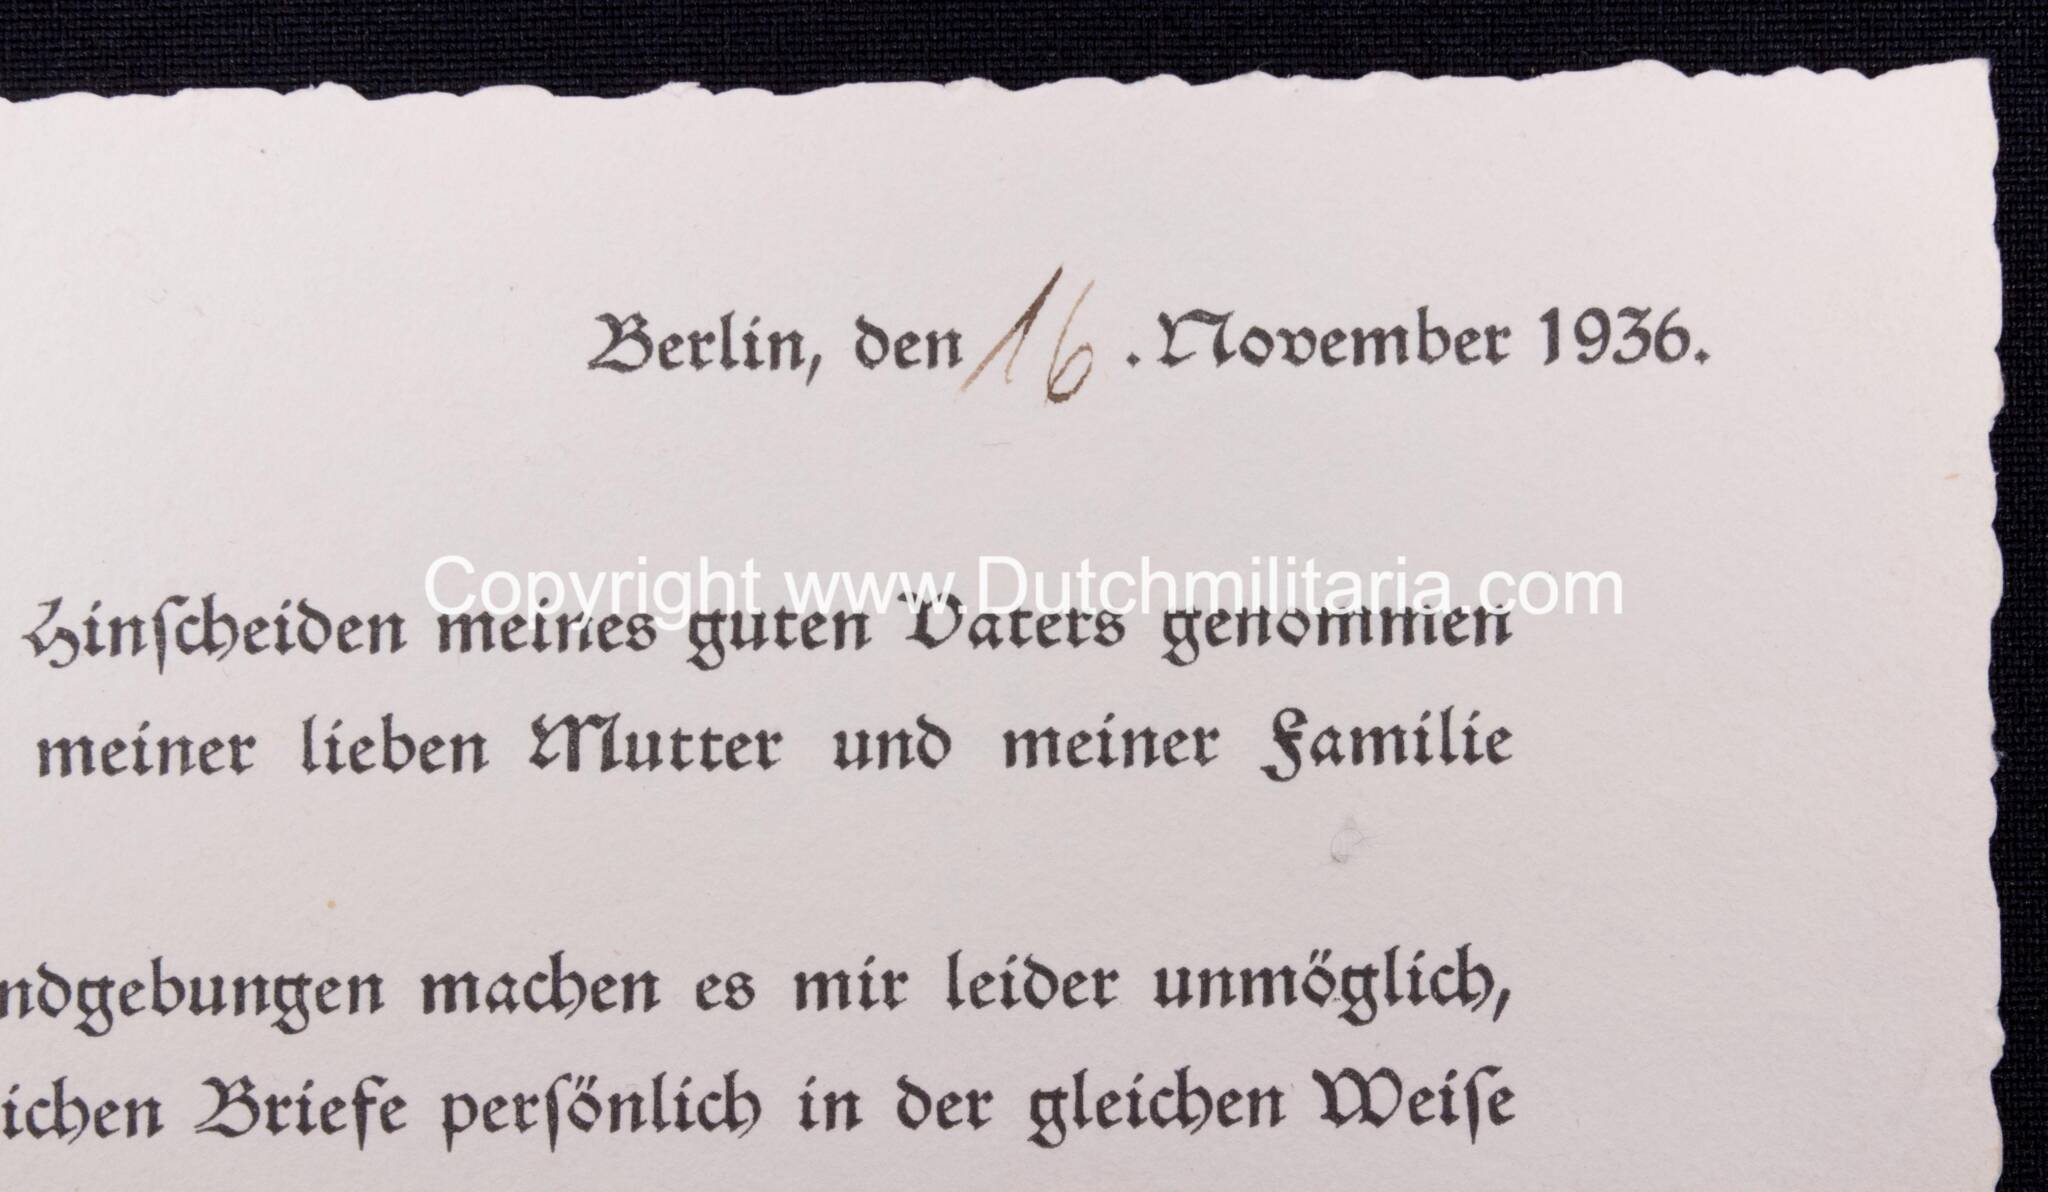 Berlin, den 16. November 1936.
Copyright www.Dutchmilitaria.com
Hinscheiden meines guten Vaters genommen
meiner lieben Mutter und meiner Familie
ndgebungen machen es mir leider unmöglich,
ichen Briefe persönlich in der gleichen Weise